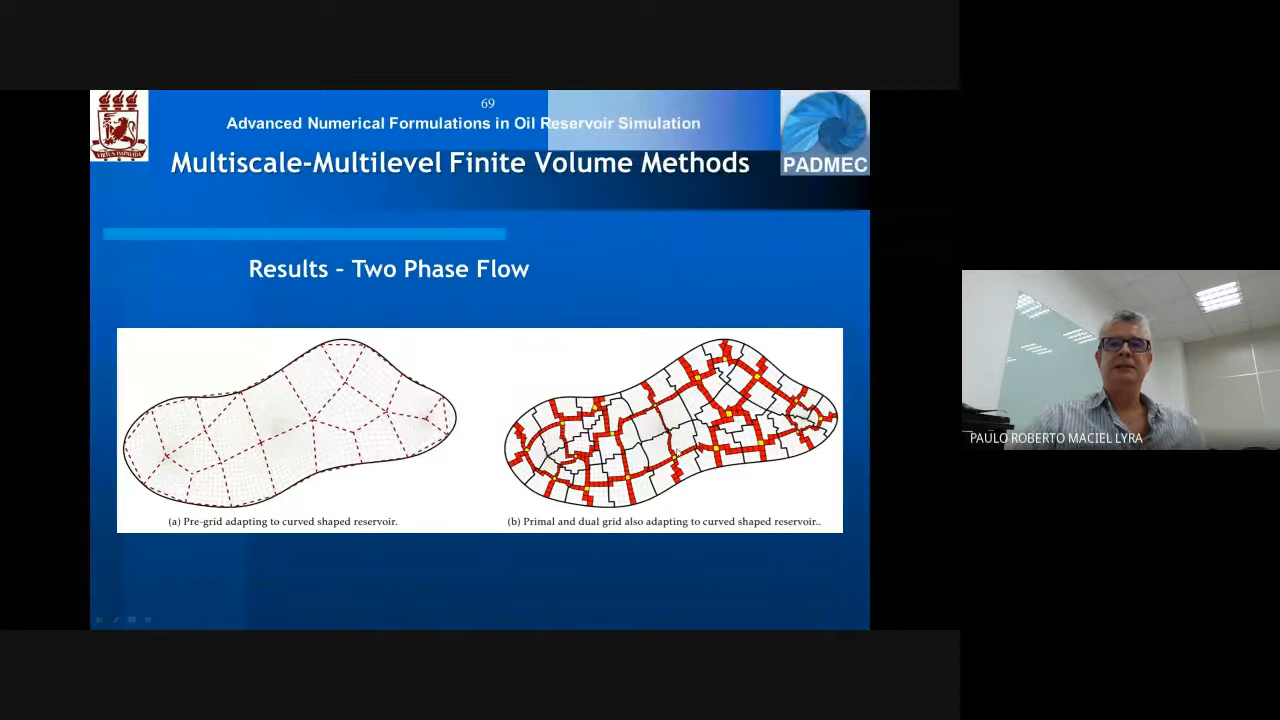 69
Advanced Numerical Formulations in Oil Reservoir Simulation
Multiscale-Multilevel Finite Volume Methods
PADMEC
Results – Two Phase Flow
(a) Pre-grid adapting to curved shaped reservoir.
(b) Primal and dual grid also adapting to curved shaped reservoir..
PAULO ROBERTO MACIEL LYRA